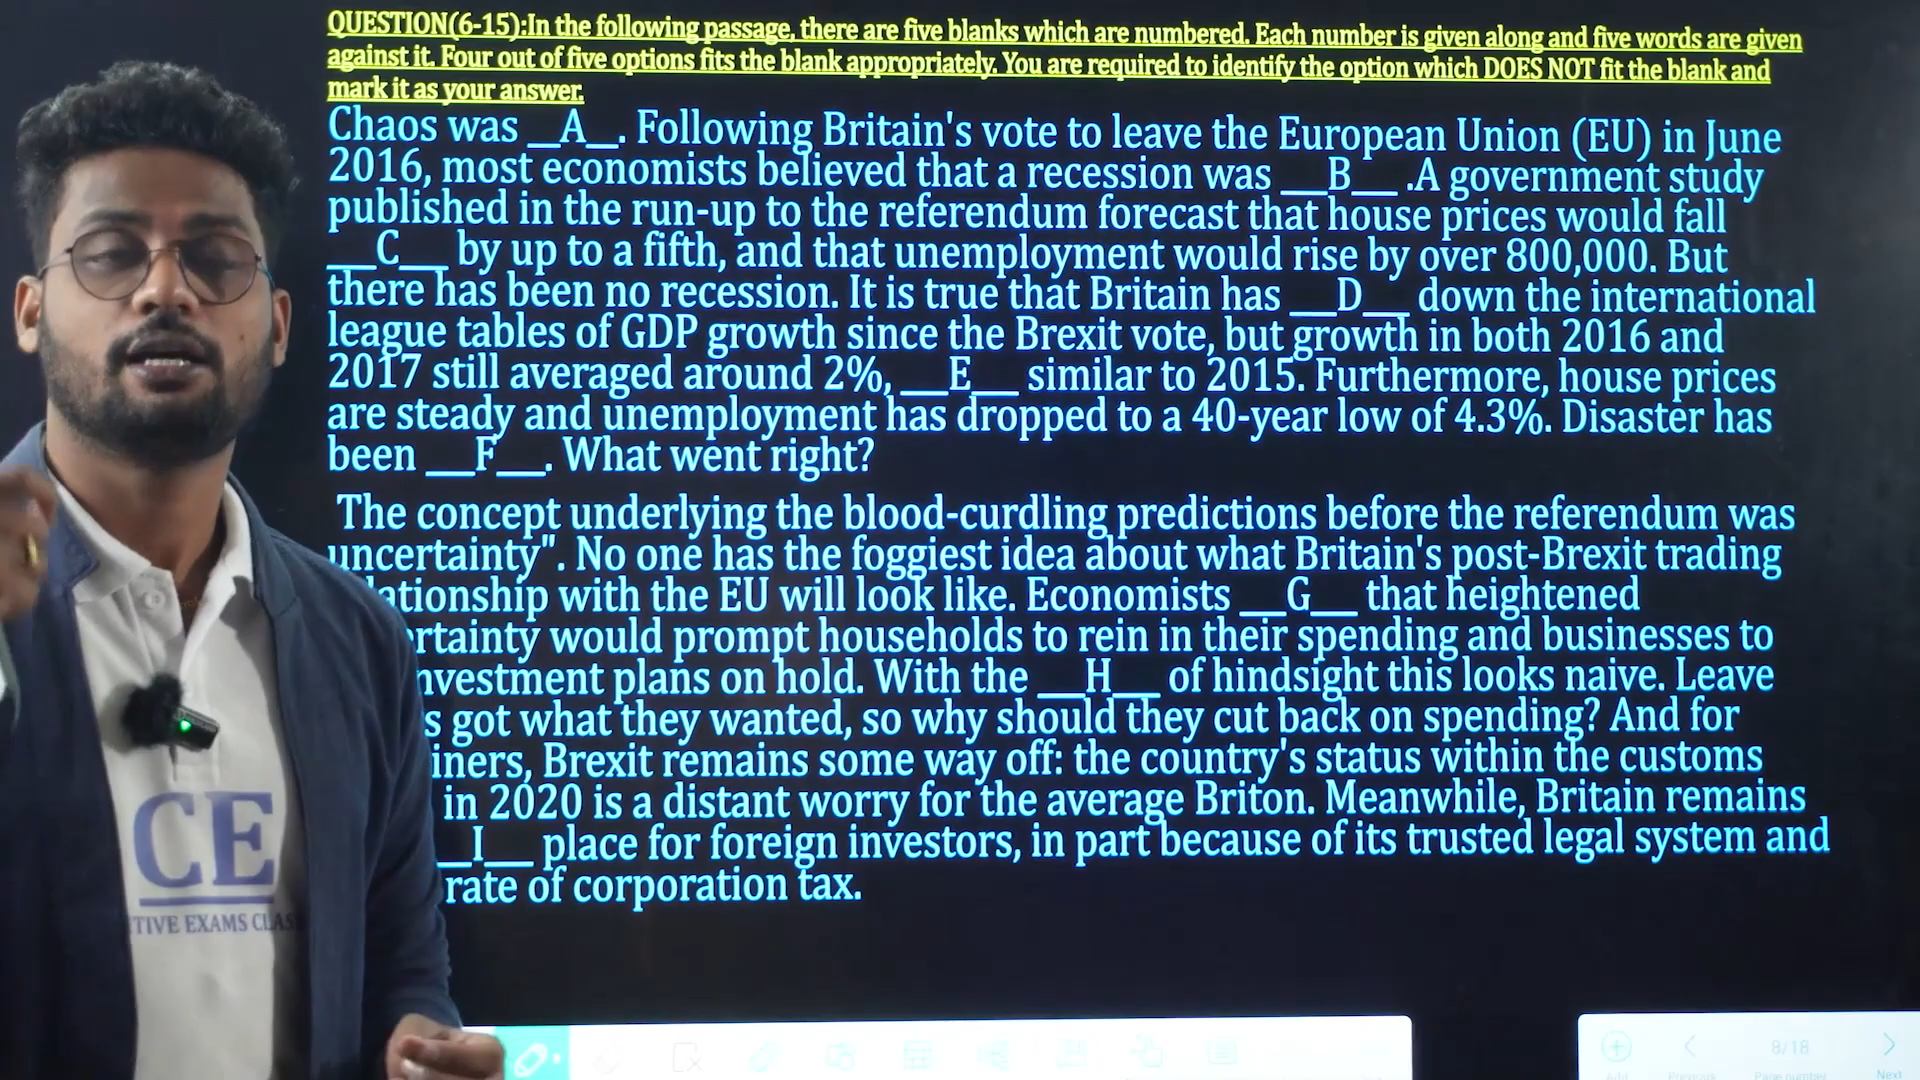 QUESTION(6-15):In the following passage, there are five blanks which are numbered. Each number is given along and five words are given
against it. Four out of five options fits the blank appropriately. You are required to identify the option which DOES NOT fit the blank and
mark it as your answer.
Chaos was __A__. Following Britain's vote to leave the European Union (EU) in June
2016, most economists believed that a recession was ___B___ .A government study
published in the run-up to the referendum forecast that house prices would fall
___C___ by up to a fifth, and that unemployment would rise by over 800,000. But
there has been no recession. It is true that Britain has ___D___ down the international
league tables of GDP growth since the Brexit vote, but growth in both 2016 and
2017 still averaged around 2%, ___E___ similar to 2015. Furthermore, house prices
are steady and unemployment has dropped to a 40-year low of 4.3%. Disaster has
been ___F___. What went right?
The concept underlying the blood-curdling predictions before the referendum was
uncertainty". No one has the foggiest idea about what Britain's post-Brexit trading
ationship with the EU will look like. Economists ___G___ that heightened
rtainty would prompt households to rein in their spending and businesses to
nvestment plans on hold. With the ___H___ of hindsight this looks naive. Leave
s got what they wanted, so why should they cut back on spending? And for
iners, Brexit remains some way off: the country's status within the customs
in 2020 is a distant worry for the average Briton. Meanwhile, Britain remains
__I___ place for foreign investors, in part because of its trusted legal system and
rate of corporation tax.
CE
TIVE EXAMS CLAS
8/18
Add Previous Page number Next